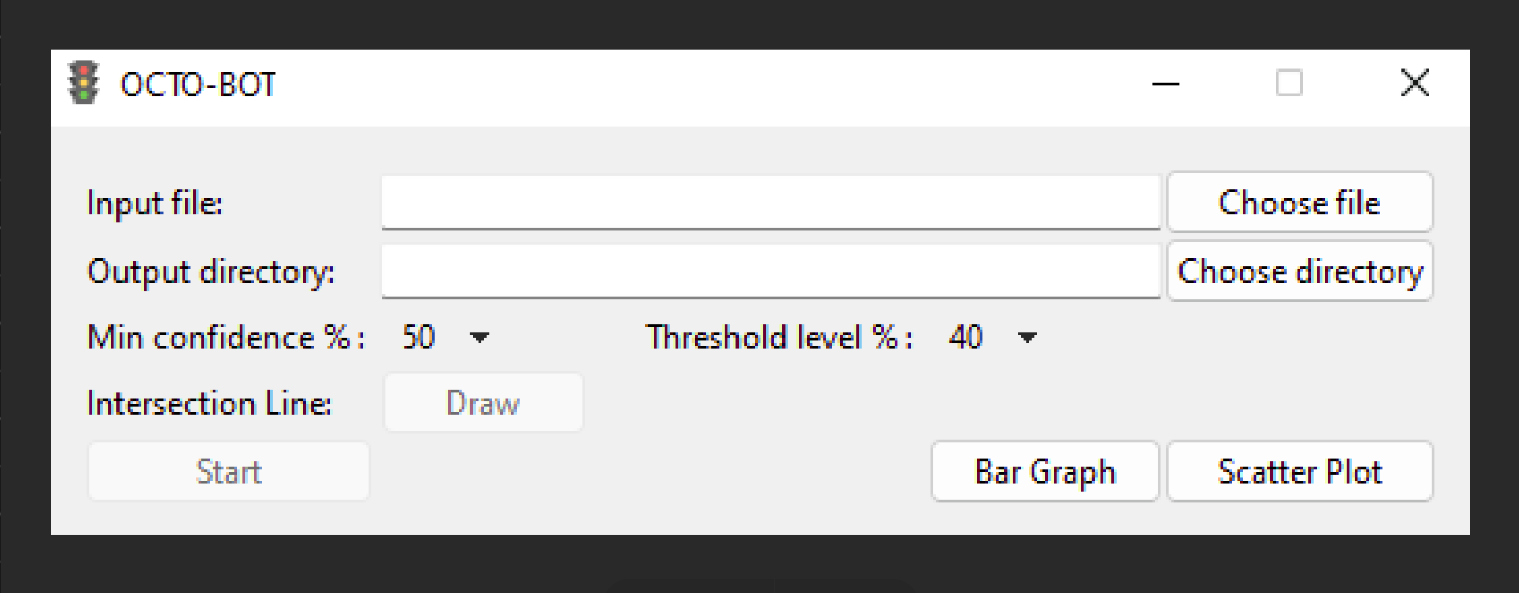 OCTO-BOT
Input file: Choose file
Output directory: Choose directory
Min confidence % : 50 Threshold level % : 40
Intersection Line: Draw
Start Bar Graph Scatter Plot